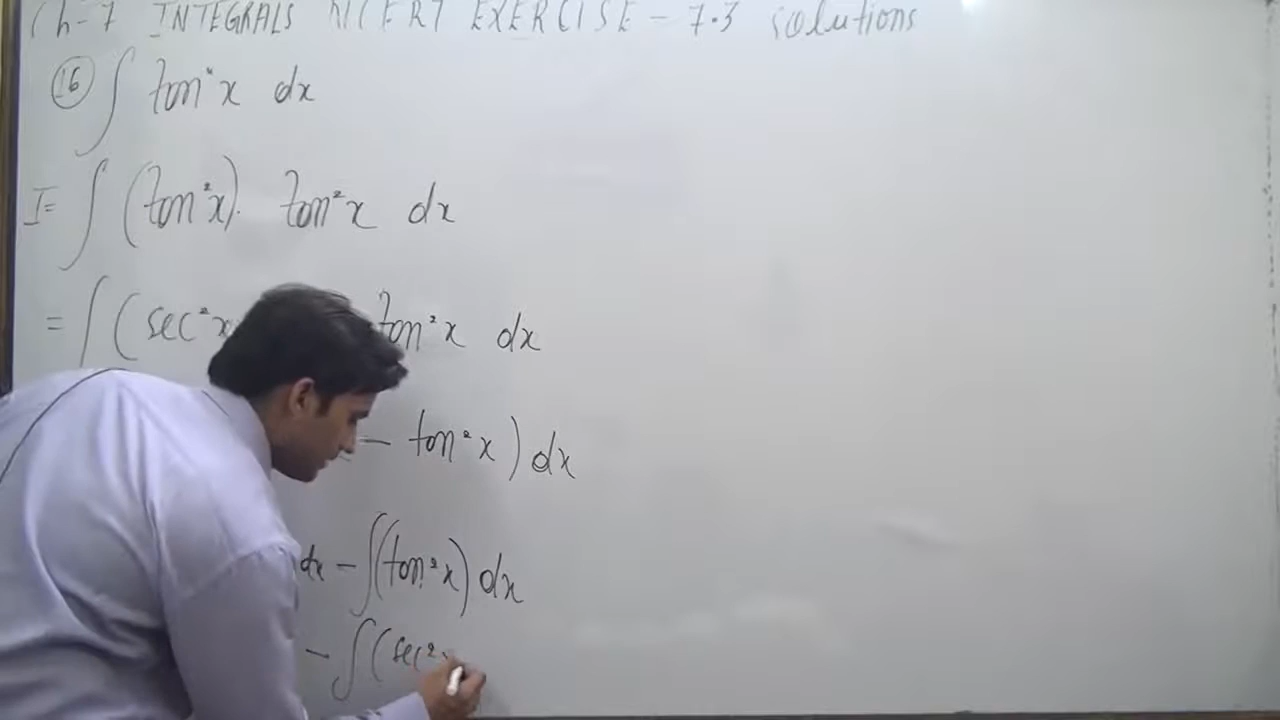 Ch-7 INTEGRALS NCERT EXERCISE - 7.3 solutions
(16) ∫ tan⁴x dx
I = ∫ (tan²x). tan²x dx
= ∫ (sec²x tan²x dx
- tan²x) dx
dx - ∫(tan²x) dx
- ∫ (sec²x